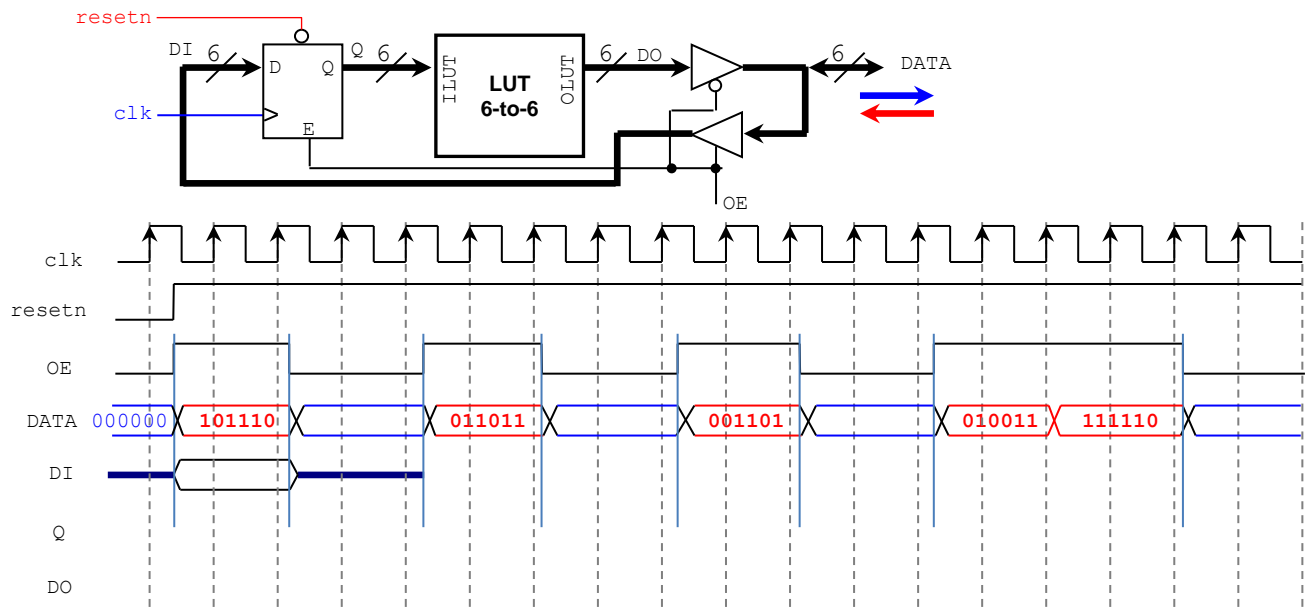 resetn
DI 6 Q 6 6 DO 6 DATA
D Q ILUT LUT OLUT
6-to-6
clk
E
OE
clk
resetn
OE
DATA 000000 101110 011011 001101 010011 111110
DI
Q
DO